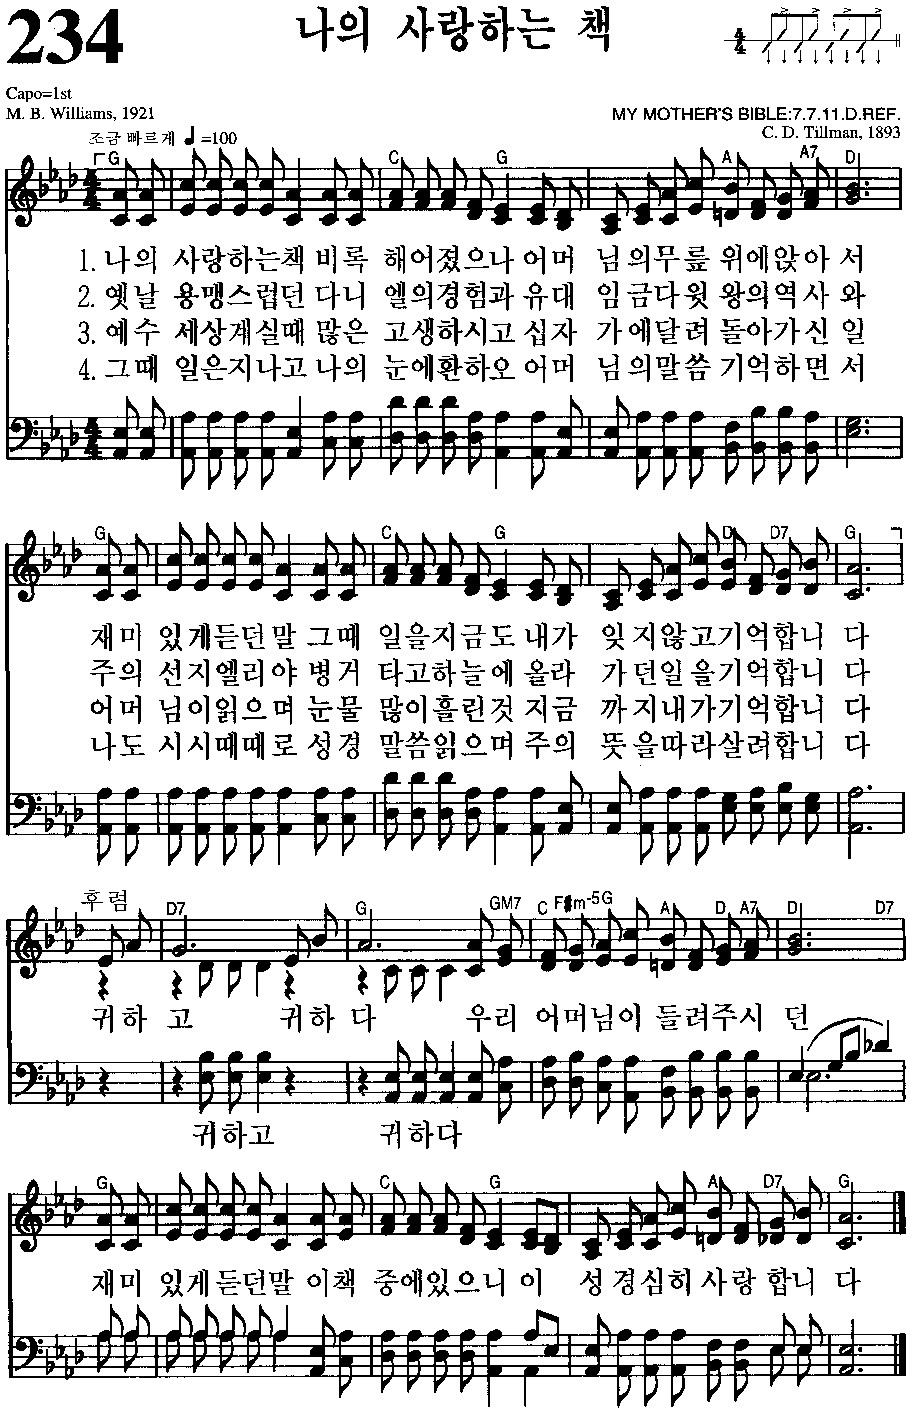 234 나의 사랑하는 책
Capo=1st
M. B. Williams, 1921 MY MOTHER'S BIBLE:7.7.11.D.REF.
C. D. Tillman, 1893
조금 빠르게 ♩=100
G C G A A7 D
1. 나의 사랑하는책 비록 해어졌으나 어머 님의무릎 위에앉아 서
2. 옛날 용맹스럽던 다니 엘의경험과 유대 임금다윗 왕의역사 와
3. 예수 세상계실때 많은 고생하시고 십자 가에달려 돌아가신 일
4. 그때 일은지나고 나의 눈에환하오 어머 님의말씀 기억하면 서
G C G D D7 G
재미 있게듣던말 그때 일을지금도 내가 잊지않고기억합니 다
주의 선지엘리야 병거 타고하늘에 올라 가던일을기억합니 다
어머 님이읽으며 눈물 많이흘린것 지금 까지내가기억합니 다
나도 시시때때로 성경 말씀읽으며 주의 뜻을따라살려합니 다
후렴
D7 G GM7 C F#m-5 G A D A7 D D7
귀하 고 귀하 다 우리 어머님이 들려주시 던
귀하고 귀하다
G C G A D7 G
재미 있게듣던말 이책 중에있으니 이 성경심히사랑합니 다